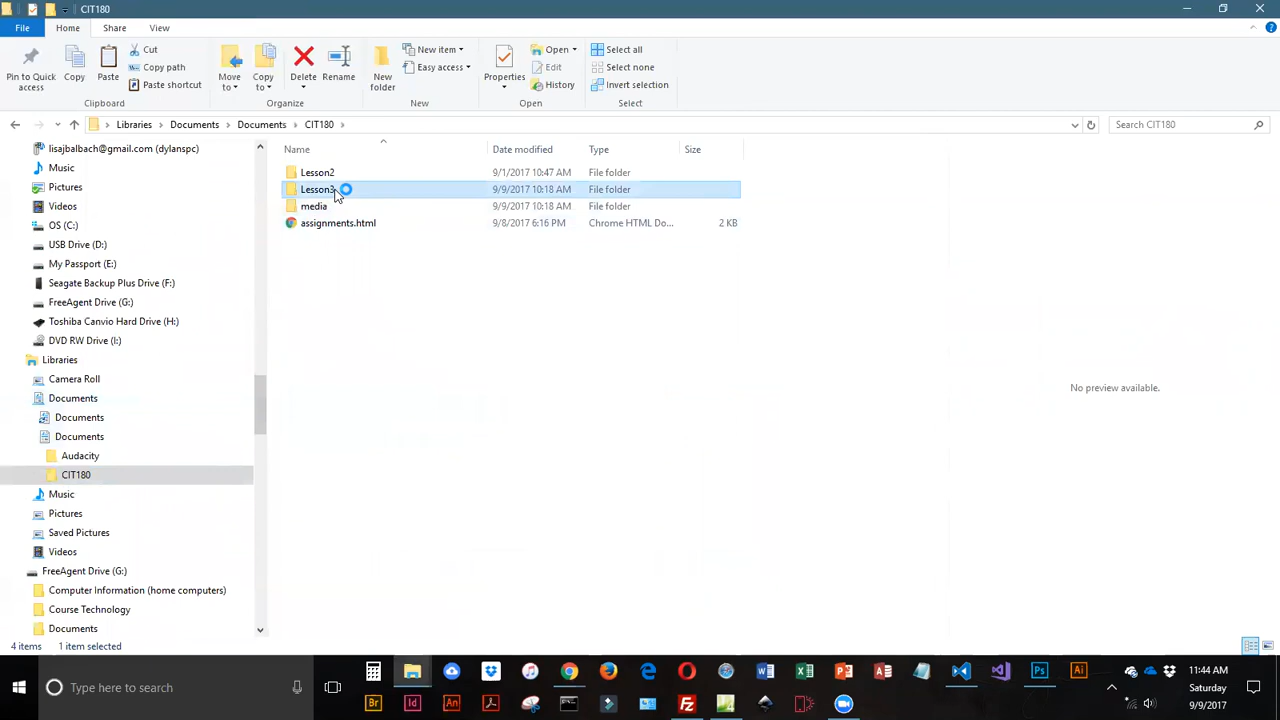 CIT180
File Home Share View
Pin to Quick access
Copy
Paste
Cut
Copy path
Paste shortcut
Clipboard
Move to
Copy to
Delete
Rename
Organize
New folder
New item
Easy access
New
Properties
Open
Edit
History
Open
Select all
Select none
Invert selection
Select
Libraries Documents Documents CIT180
Search CIT180
lisajbalbach@gmail.com (dylanspc)
Music
Pictures
Videos
OS (C:)
USB Drive (D:)
My Passport (E:)
Seagate Backup Plus Drive (F:)
FreeAgent Drive (G:)
Toshiba Canvio Hard Drive (H:)
DVD RW Drive (I:)
Libraries
Camera Roll
Documents
Documents
Documents
Audacity
CIT180
Music
Pictures
Saved Pictures
Videos
FreeAgent Drive (G:)
Computer Information (home computers)
Course Technology
Documents
Name Date modified Type Size
Lesson2 9/1/2017 10:47 AM File folder
Lesson3 9/9/2017 10:18 AM File folder
media 9/9/2017 10:18 AM File folder
assignments.html 9/8/2017 6:16 PM Chrome HTML Do... 2 KB
No preview available.
4 items 1 item selected
Type here to search
11:44 AM
Saturday
9/9/2017
Br Id An Ps Ai Fz